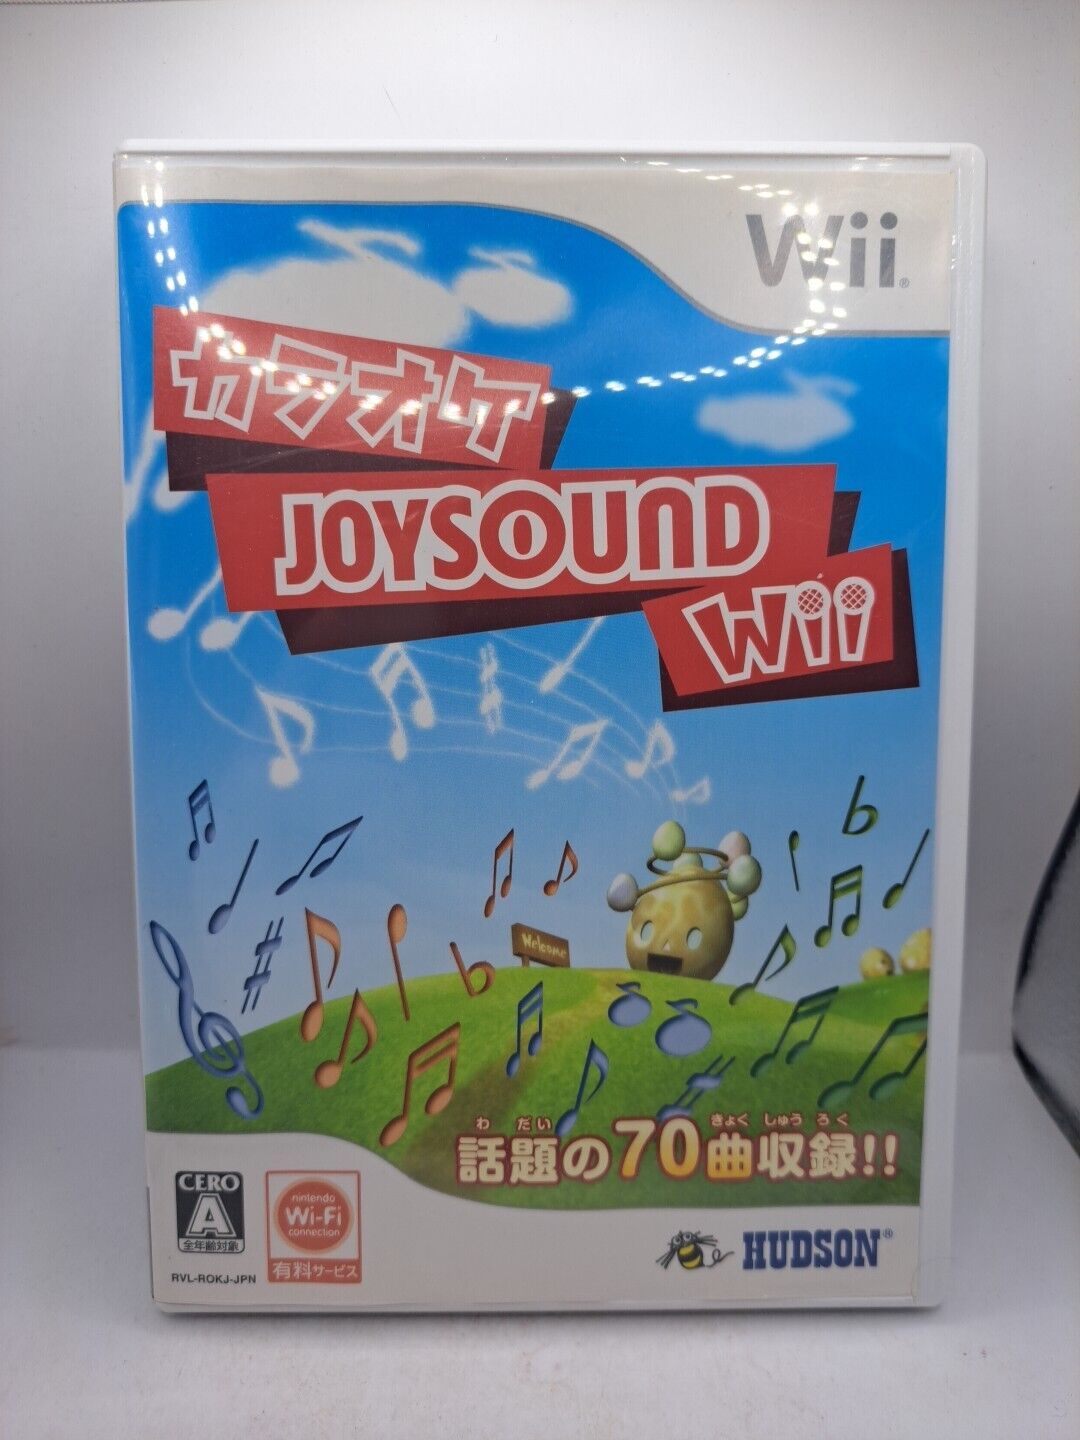 Wii®
カラオケ
JOYSOUND
Wii
Welcome
わ だい きょく しゅう ろく
話題の70曲収録!!
CERO
A
全年齢対象
nintendo
Wi-Fi
connection
有料サービス
RVL-ROKJ-JPN
HUDSON®